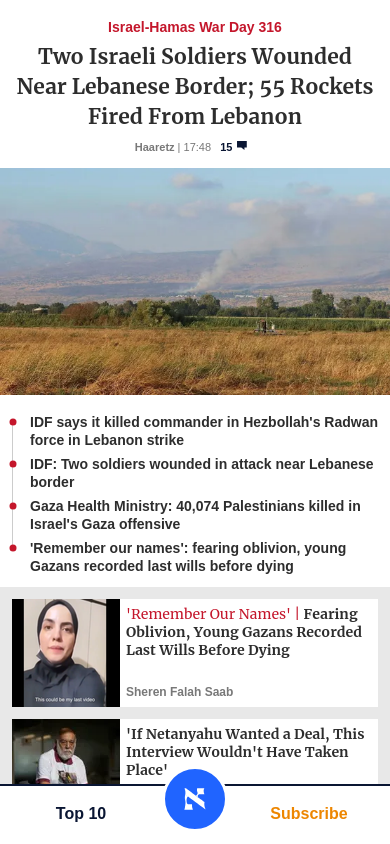 Israel-Hamas War Day 316
Two Israeli Soldiers Wounded
Near Lebanese Border; 55 Rockets
Fired From Lebanon
Haaretz | 17:48 15
IDF says it killed commander in Hezbollah's Radwan
force in Lebanon strike
IDF: Two soldiers wounded in attack near Lebanese
border
Gaza Health Ministry: 40,074 Palestinians killed in
Israel's Gaza offensive
'Remember our names': fearing oblivion, young
Gazans recorded last wills before dying
'Remember Our Names' | Fearing
Oblivion, Young Gazans Recorded
Last Wills Before Dying
This could be my last video
Sheren Falah Saab
'If Netanyahu Wanted a Deal, This
Interview Wouldn't Have Taken
Place'
Top 10
א
Subscribe